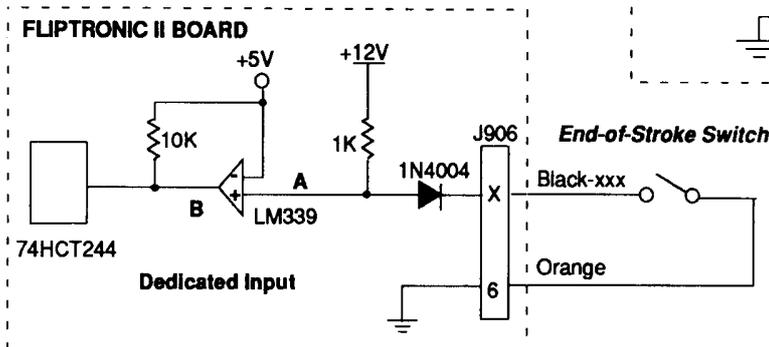 FLIPTRONIC II BOARD
+5V
+12V
10K
1K
J906
End-of-Stroke Switch
1N4004
-
+
A
B
LM339
X
Black-xxx
74HCT244
Dedicated Input
Orange
6